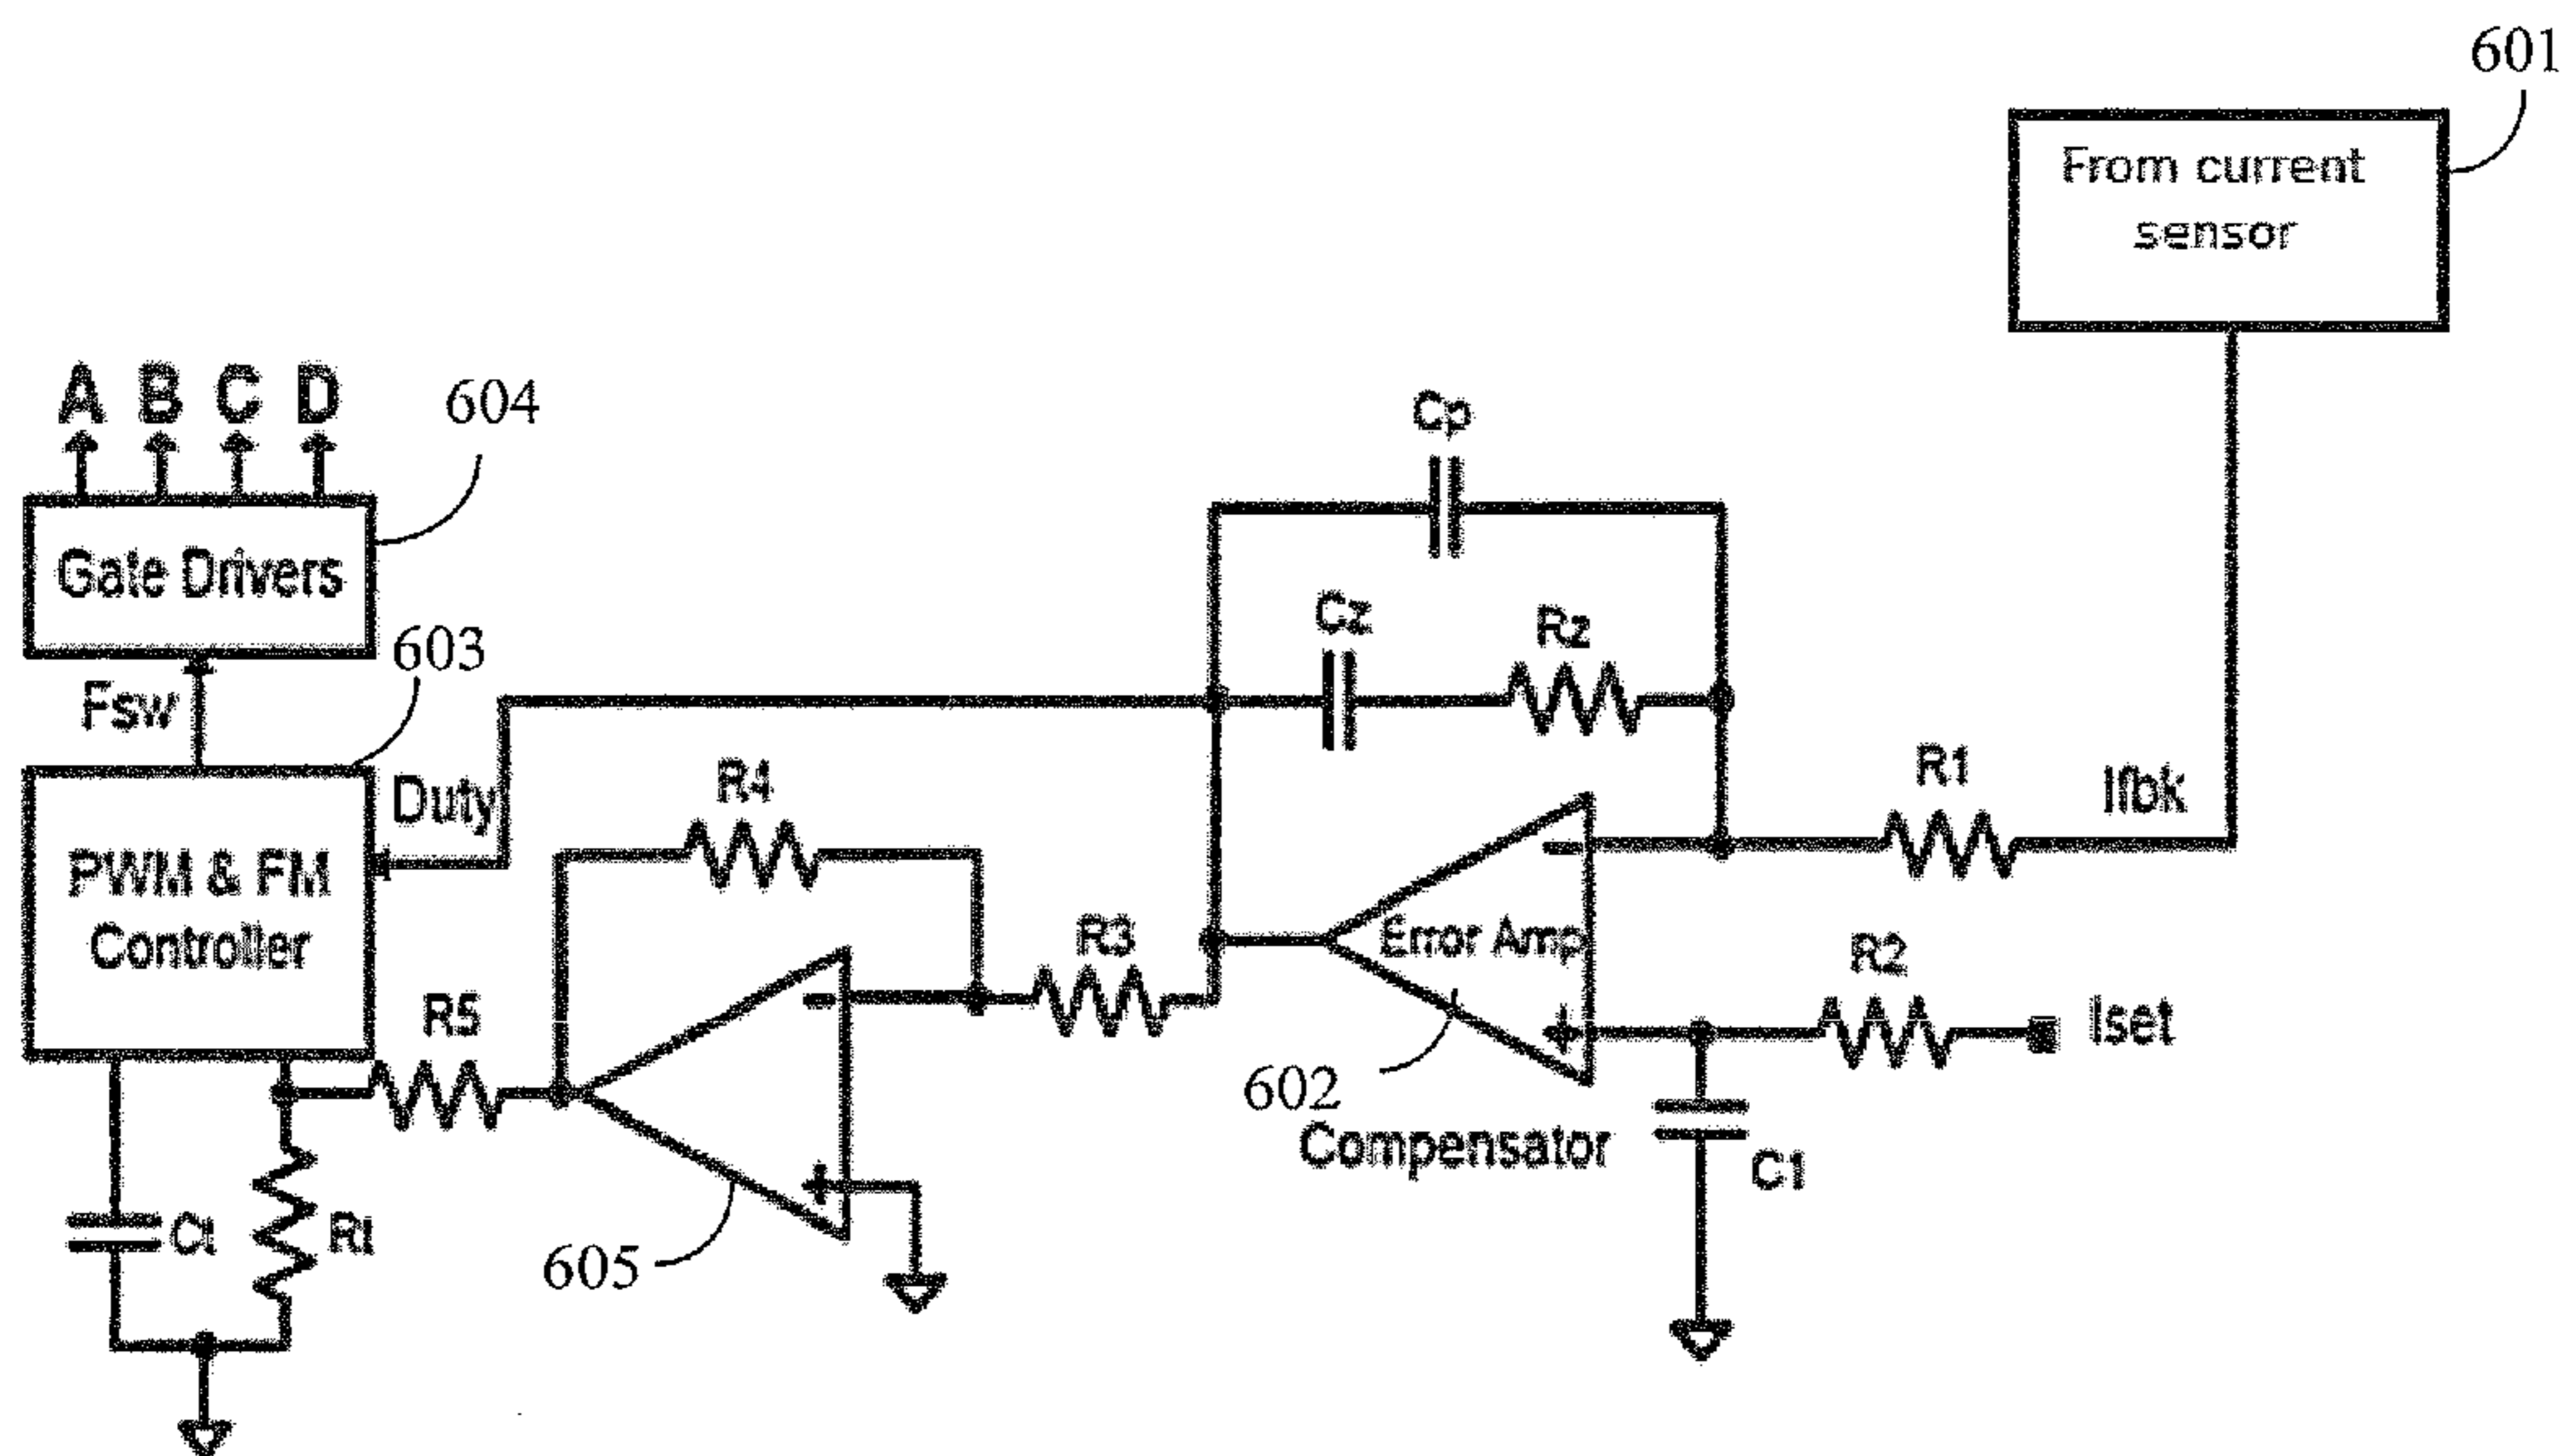 601
From current
sensor
A B C D
604
Cp
Gate Drivers
Cz
Rz
603
Fsw
R4
Duty
R1
Ifbk
PWM & FM
Controller
R3
Error Amp
R2
R5
Iset
602
Compensator
C1
Ct
Rt
605